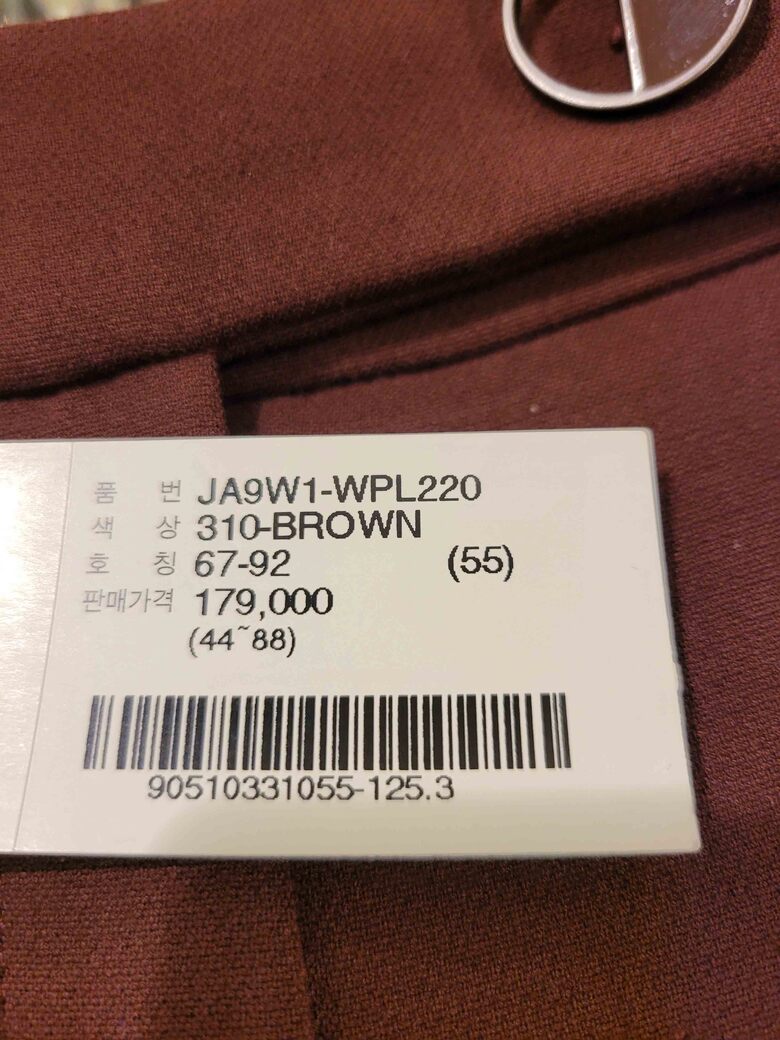 품 번 JA9W1-WPL220
색 상 310-BROWN
호 칭 67-92 (55)
판매가격 179,000
(44~88)
90510331055-125.3